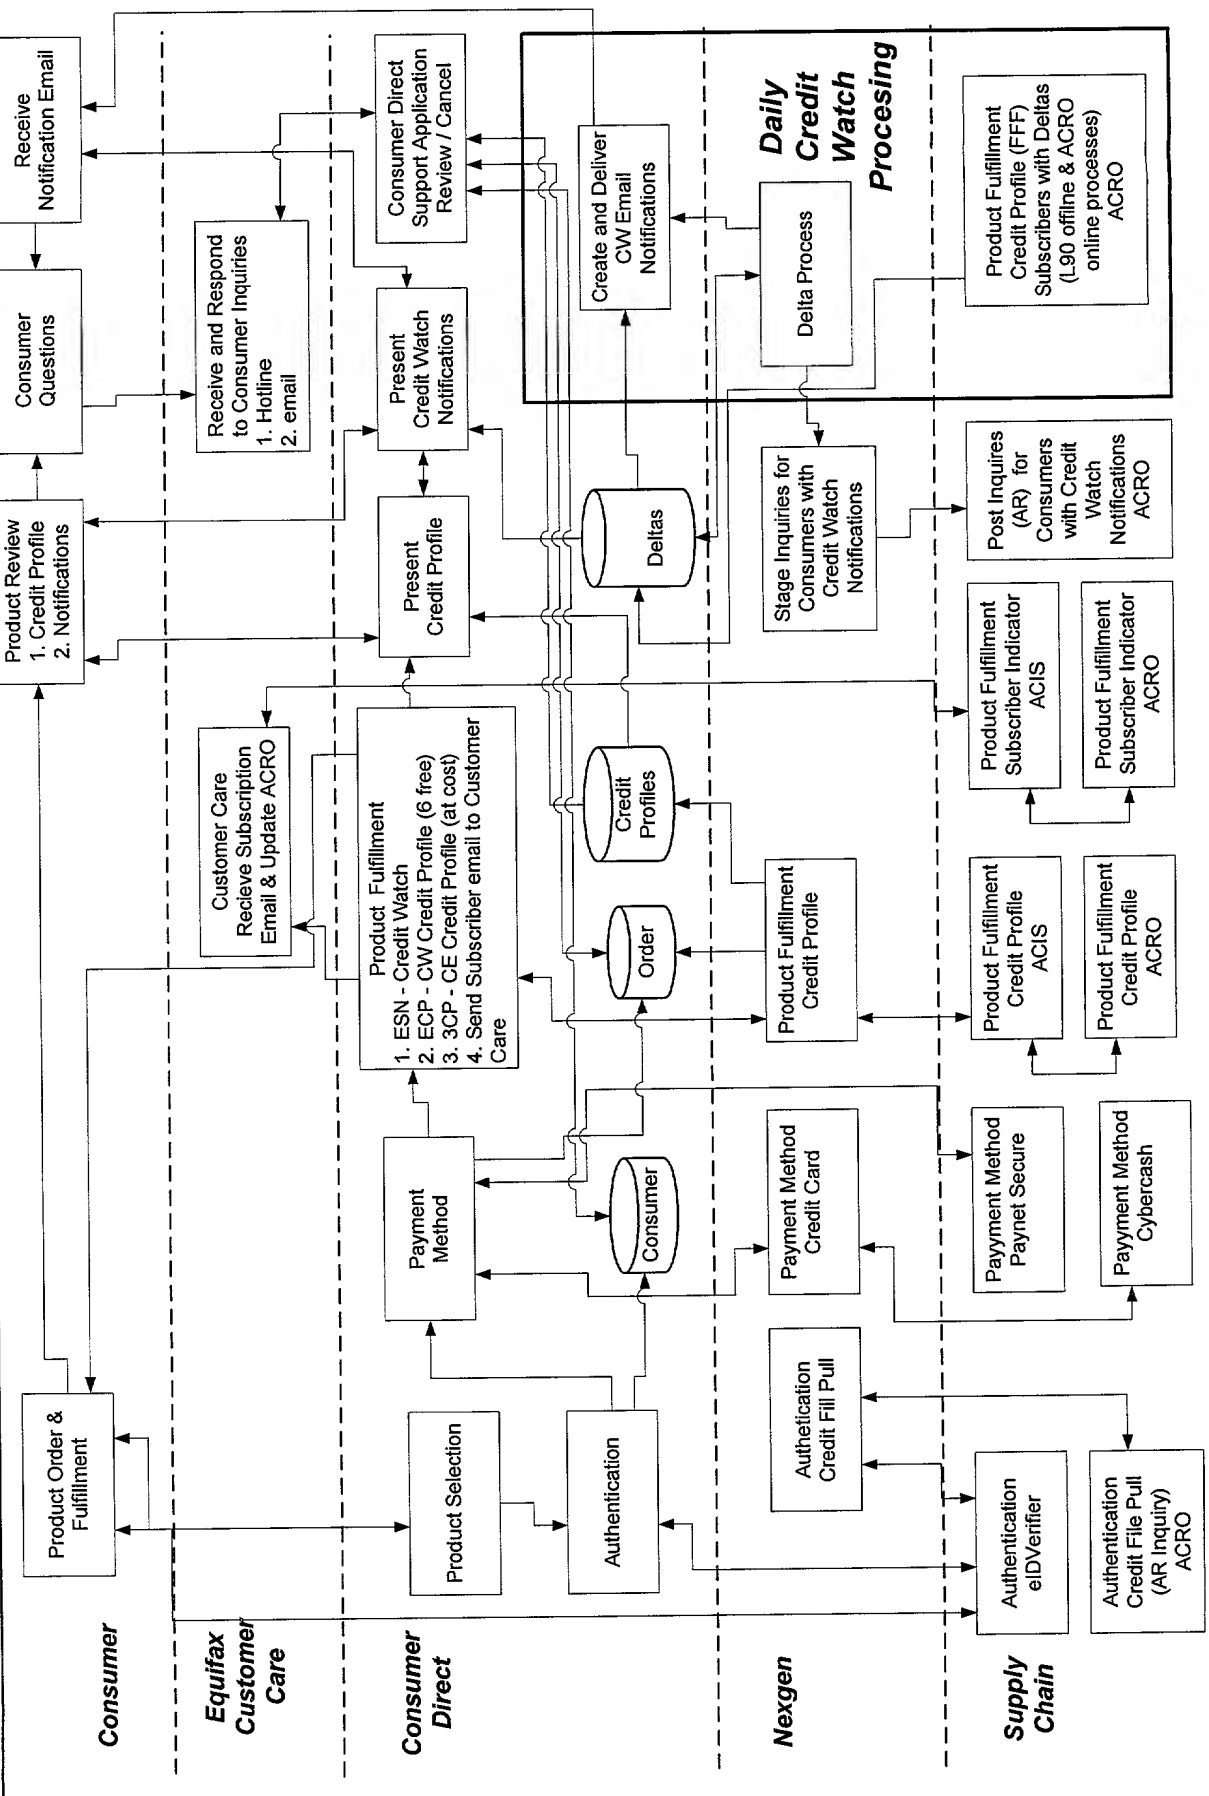 Consumer
Product Order &
Fulfillment
Product Review
1. Credit Profile
2. Notifications
Consumer
Questions
Receive
Notification Email
Equifax
Customer
Care
Customer Care
Recieve Subscription
Email & Update ACRO
Receive and Respond
to Consumer Inquiries
1. Hotline
2. email
Consumer
Direct
Product Selection
Authentication
Payment
Method
Product Fulfillment
1. ESN - Credit Watch
2. ECP - CW Credit Profile (6 free)
3. 3CP - CE Credit Profile (at cost)
4. Send Subscriber email to Customer
Care
Present
Credit Profile
Present
Credit Watch
Notifications
Consumer Direct
Support Application
Review / Cancel
Consumer
Order
Credit
Profiles
Deltas
Create and Deliver
CW Email
Notifications
Nexgen
Authetication
Credit Fill Pull
Payment Method
Credit Card
Product Fulfillment
Credit Profile
Stage Inquiries for
Consumers with
Credit Watch
Notifications
Delta Process
Daily
Credit
Watch
Procesing
Supply
Chain
Authentication
eIDVerifier
Authentication
Credit File Pull
(AR Inquiry)
ACRO
Payyment Method
Paynet Secure
Payyment Method
Cybercash
Product Fulfillment
Credit Profile
ACIS
Product Fulfillment
Credit Profile
ACRO
Product Fulfillment
Subscriber Indicator
ACIS
Product Fulfillment
Subscriber Indicator
ACRO
Post Inquires
(AR) for
Consumers
with Credit
Watch
Notifications
ACRO
Product Fulfillment
Credit Profile (FFF)
Subscribers with Deltas
(L90 offline & ACRO
online processes)
ACRO